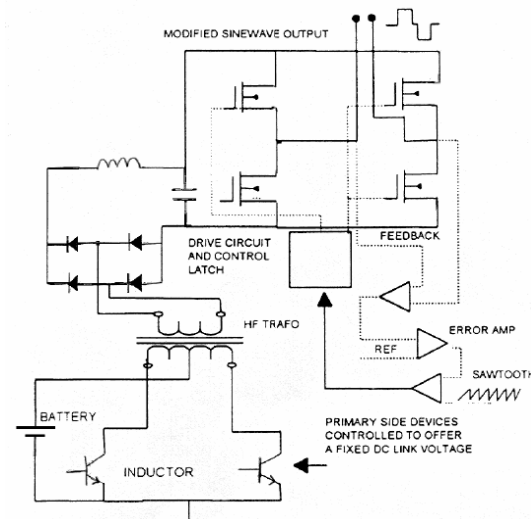 MODIFIED SINEWAVE OUTPUT
DRIVE CIRCUIT
AND CONTROL
LATCH
FEEDBACK
HF TRAFO
ERROR AMP
REF
SAWTOOTH
BATTERY
INDUCTOR
PRIMARY SIDE DEVICES
CONTROLLED TO OFFER
A FIXED DC LINK VOLTAGE